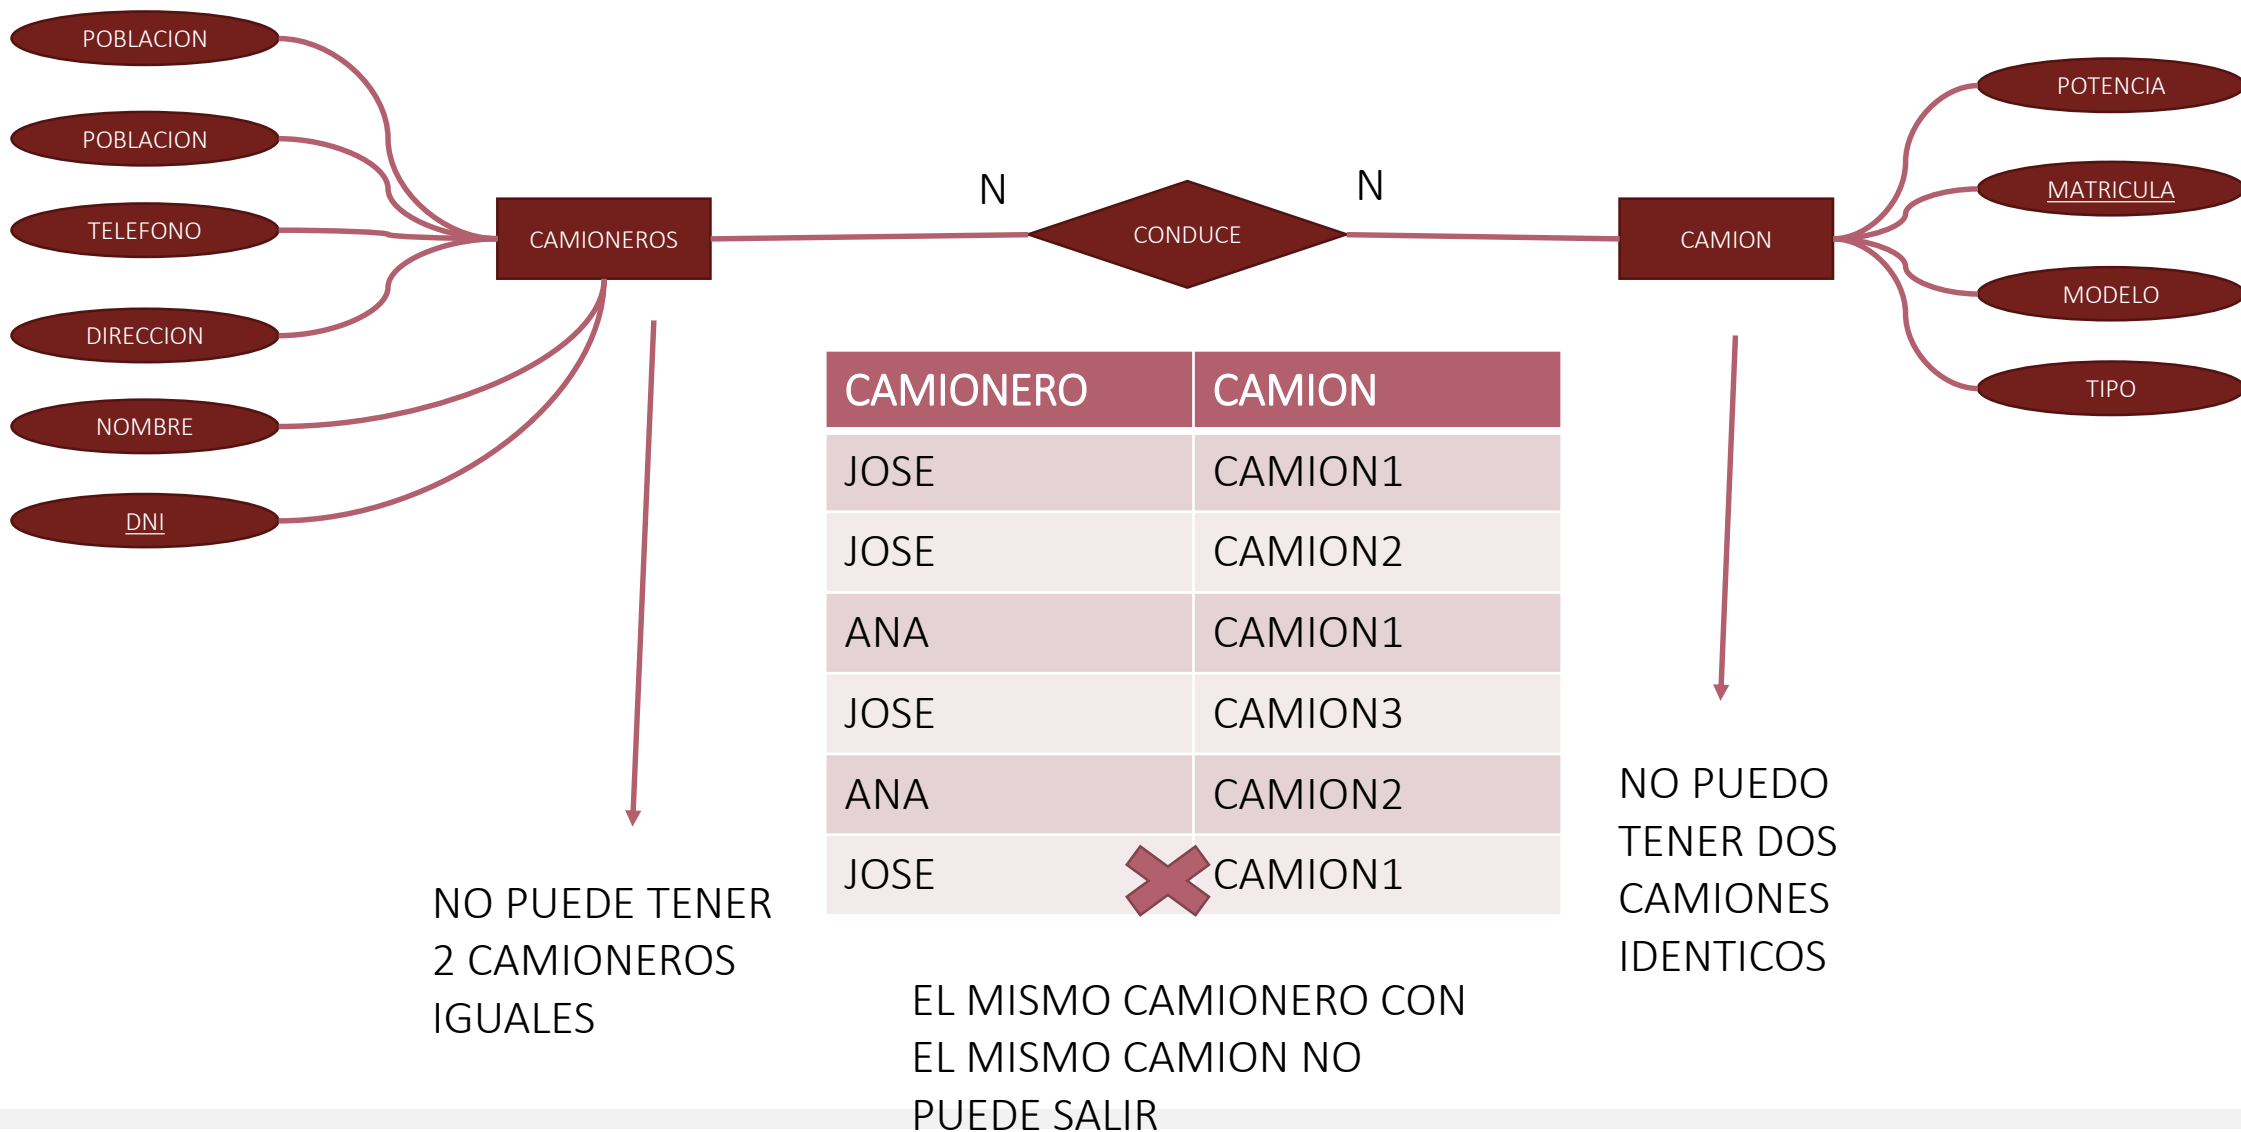 POBLACION
POBLACION
TELEFONO
DIRECCION
NOMBRE
DNI
CAMIONEROS
N
CONDUCE
N
CAMION
POTENCIA
MATRICULA
MODELO
TIPO
CAMIONERO CAMION
JOSE CAMION1
JOSE CAMION2
ANA CAMION1
JOSE CAMION3
ANA CAMION2
JOSE CAMION1
NO PUEDE TENER
2 CAMIONEROS
IGUALES
EL MISMO CAMIONERO CON
EL MISMO CAMION NO
PUEDE SALIR
NO PUEDO
TENER DOS
CAMIONES
IDENTICOS